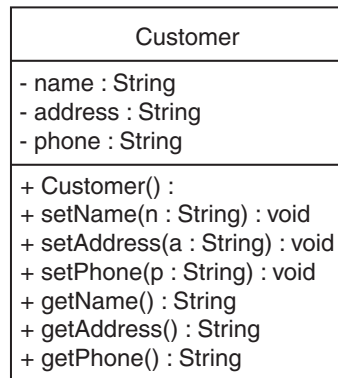 Customer
- name : String
- address : String
- phone : String
+ Customer() :
+ setName(n : String) : void
+ setAddress(a : String) : void
+ setPhone(p : String) : void
+ getName() : String
+ getAddress() : String
+ getPhone() : String